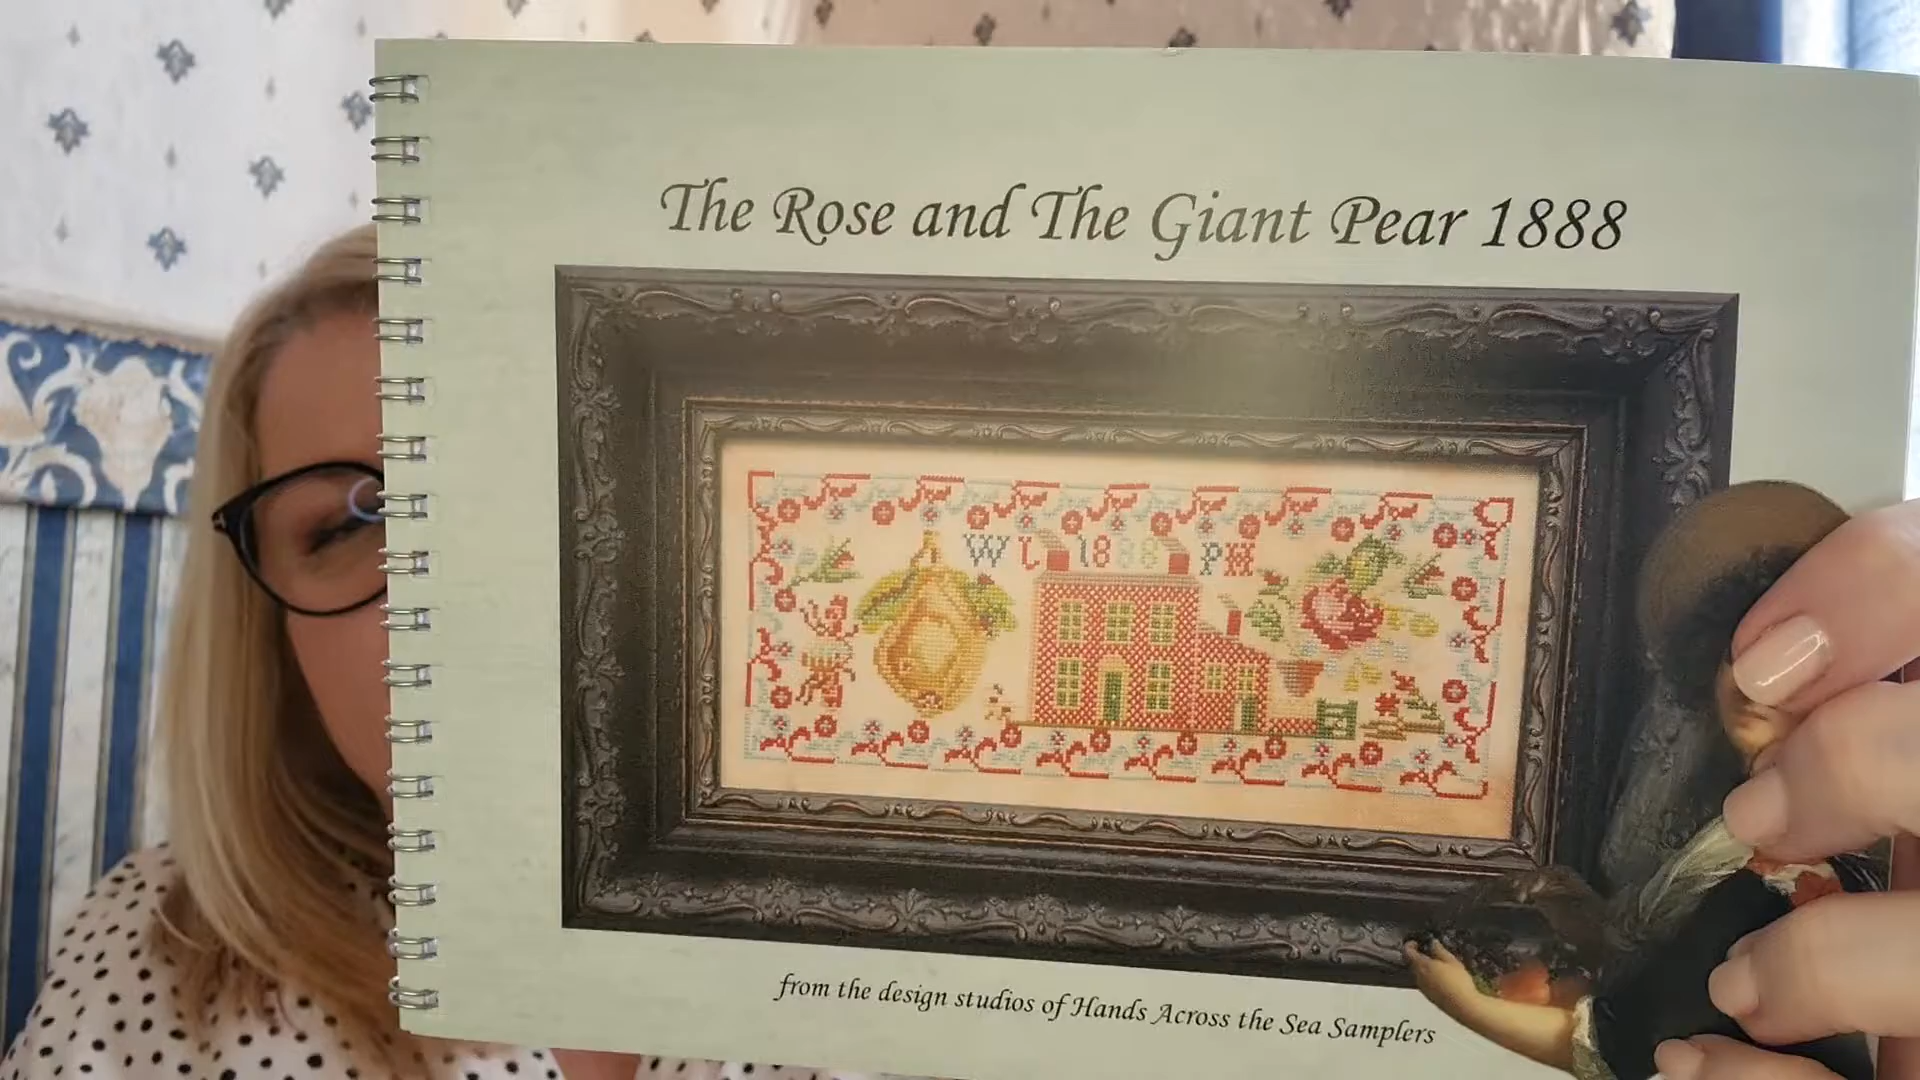 The Rose and The Giant Pear 1888
W L 1888 PM
from the design studios of Hands Across the Sea Samplers